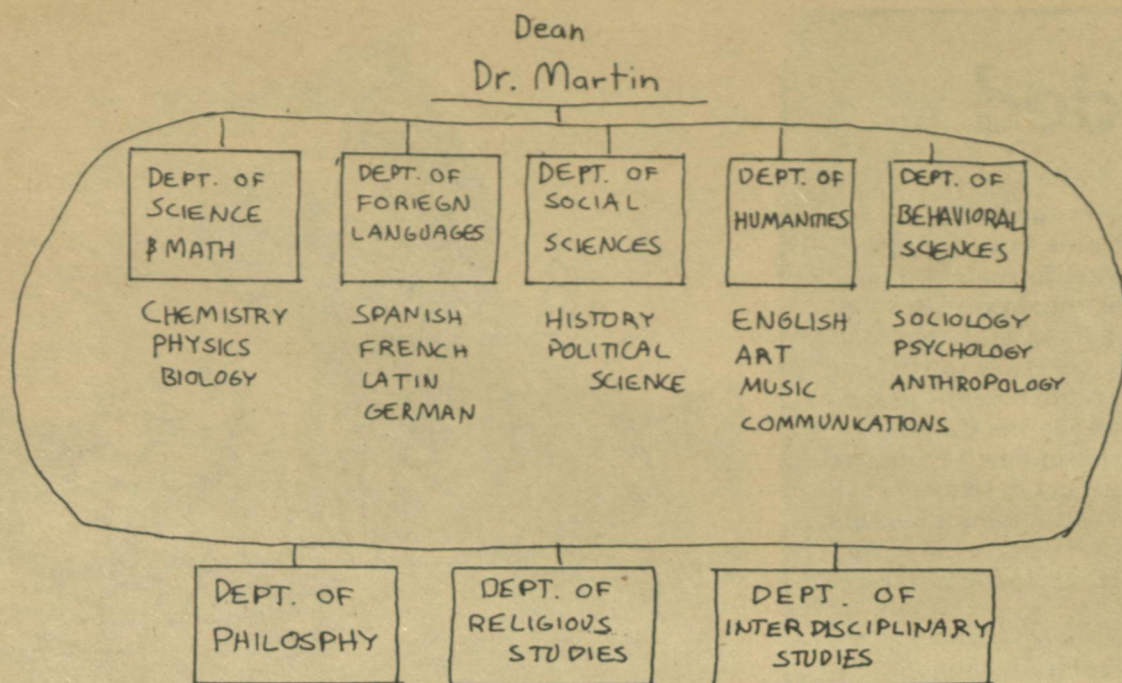 Dean
Dr. Martin
DEPT. OF
SCIENCE
& MATH
CHEMISTRY
PHYSICS
BIOLOGY
DEPT. OF
FORIEGN
LANGUAGES
SPANISH
FRENCH
LATIN
GERMAN
DEPT. OF
SOCIAL
SCIENCES
HISTORY
POLITICAL
SCIENCE
DEPT. OF
HUMANITIES
ENGLISH
ART
MUSIC
COMMUNICATIONS
DEPT. OF
BEHAVIORAL
SCIENCES
SOCIOLOGY
PSYCHOLOGY
ANTHROPOLOGY
DEPT. OF
PHILOSPHY
DEPT. OF
RELIGIOUS
STUDIES
DEPT. OF
INTERDISCIPLINARY
STUDIES